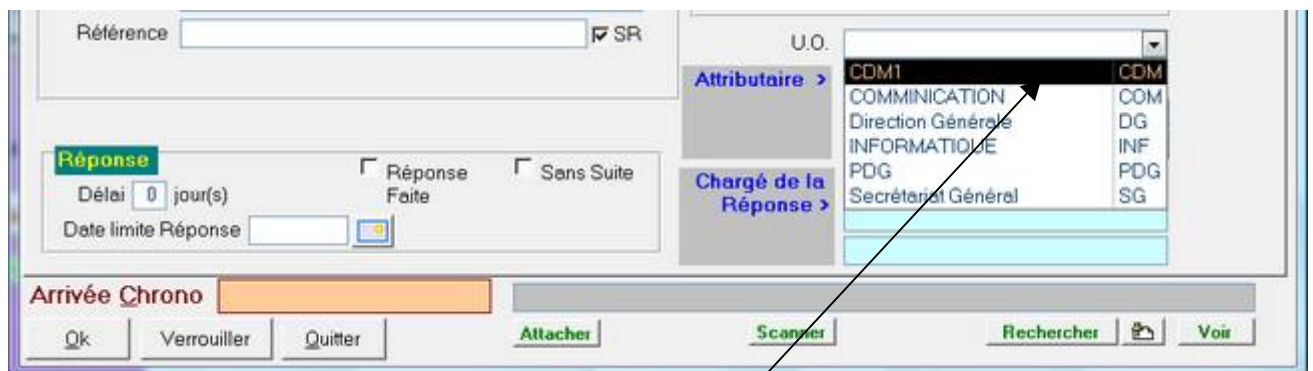 Référence
SR
U.O.
Attributaire >
CDM1 CDM
COMMINICATION COM
Direction Générale DG
INFORMATIQUE INF
PDG PDG
Secrétariat Général SG
Réponse
Délai 0 jour(s)
Réponse
Faite
Sans Suite
Date limite Réponse
Chargé de la
Réponse >
Arrivée Chrono
Ok Verrouiller Quitter Attacher Scanner Rechercher Voir